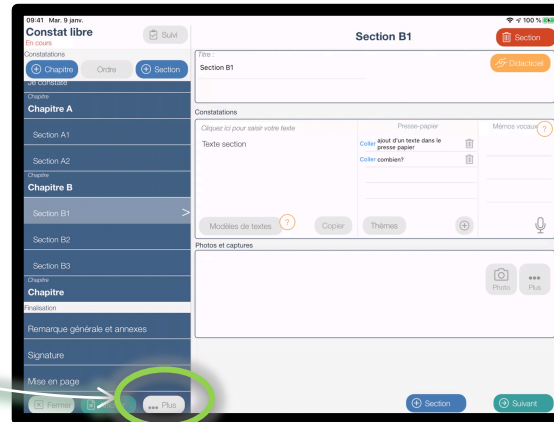 09:41 Mar. 9 janv.
100 %
Constat libre
En cours
Suivi
Section B1
Section
Constatations
Chapitre
Ordre
Section
Je constate
Chapitre
Chapitre A
Section A1
Section A2
Chapitre
Chapitre B
Section B1
>
Section B2
Section B3
Chapitre
Chapitre
Finalisation
Remarque générale et annexes
Signature
Mise en page
Fermer
Plus
Titre :
Section B1
Didacticiel
Constatations
Cliquez ici pour saisir votre texte
Texte section
Modèles de textes
?
Copier
Presse-papier
Coller ajout d'un texte dans le
presse papier
Coller combien?
Thèmes
Mémos vocaux
?
Photos et captures
Photo
Plus
Section
Suivant